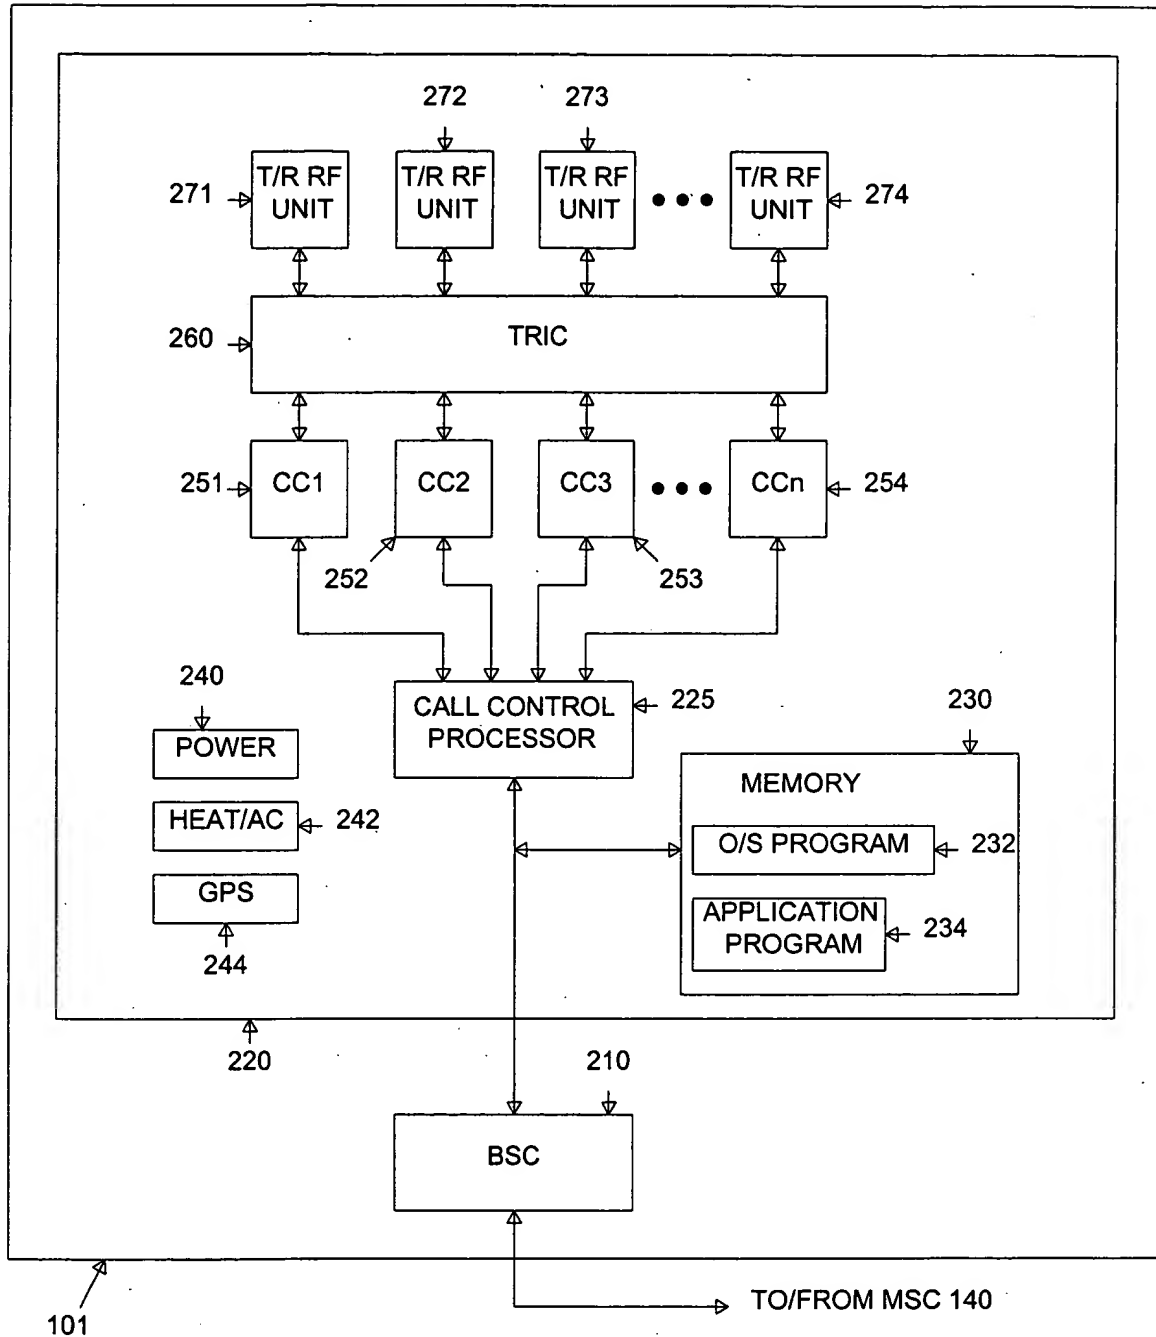 272
273
271
T/R RF
UNIT
T/R RF
UNIT
T/R RF
UNIT
T/R RF
UNIT
274
260
TRIC
251
CC1
CC2
CC3
CCn
254
252
253
240
CALL CONTROL
PROCESSOR
225
230
POWER
MEMORY
HEAT/AC
242
O/S PROGRAM
232
GPS
APPLICATION
PROGRAM
234
244
220
210
BSC
TO/FROM MSC 140
101